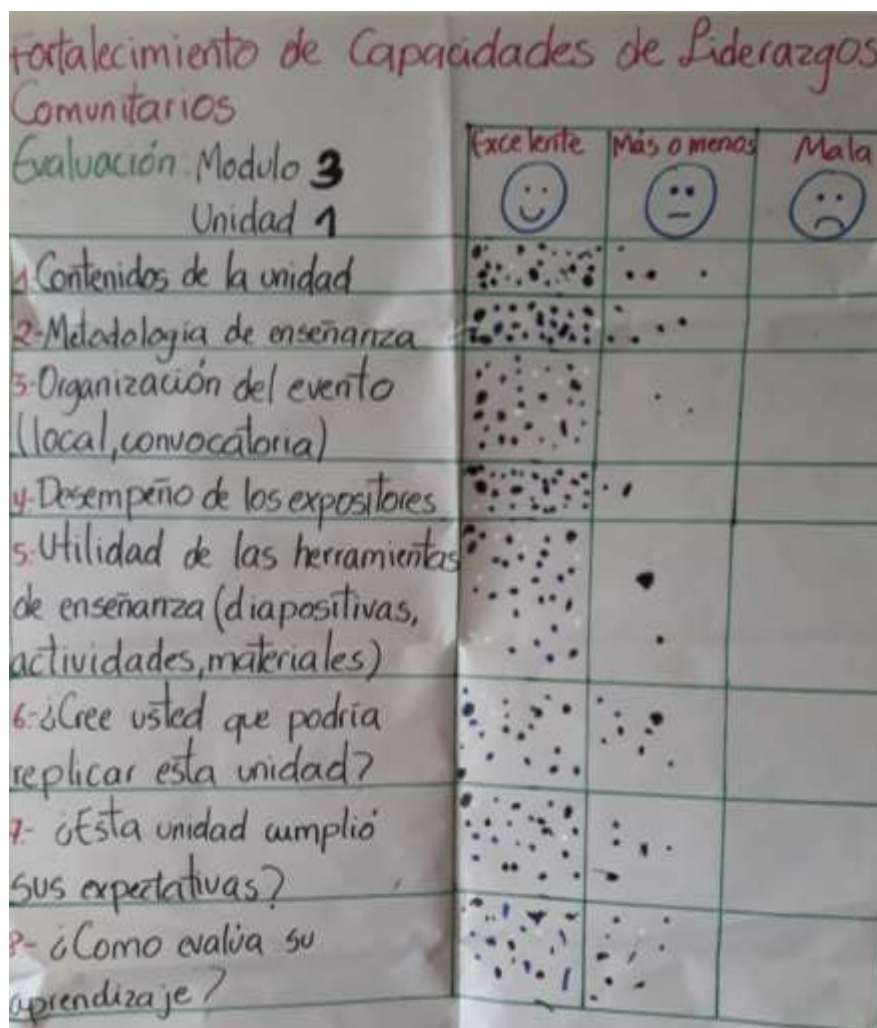 Fortalecimiento de Capacidades de Liderazgos
Comunitarios
Evaluación: Modulo 3
Unidad 1
Excelente Más o menos Mala
1 Contenidos de la unidad
2-Metodologia de enseñanza
3-Organización del evento
(local, convocatoria)
4-Desempeño de los expositores
5-Utilidad de las herramientas
de enseñanza (diapositivas,
actividades, materiales)
6-¿Cree usted que podría
replicar esta unidad?
7- ¿Esta unidad cumplió
sus expectativas?
8- ¿Como evalúa su
aprendizaje?